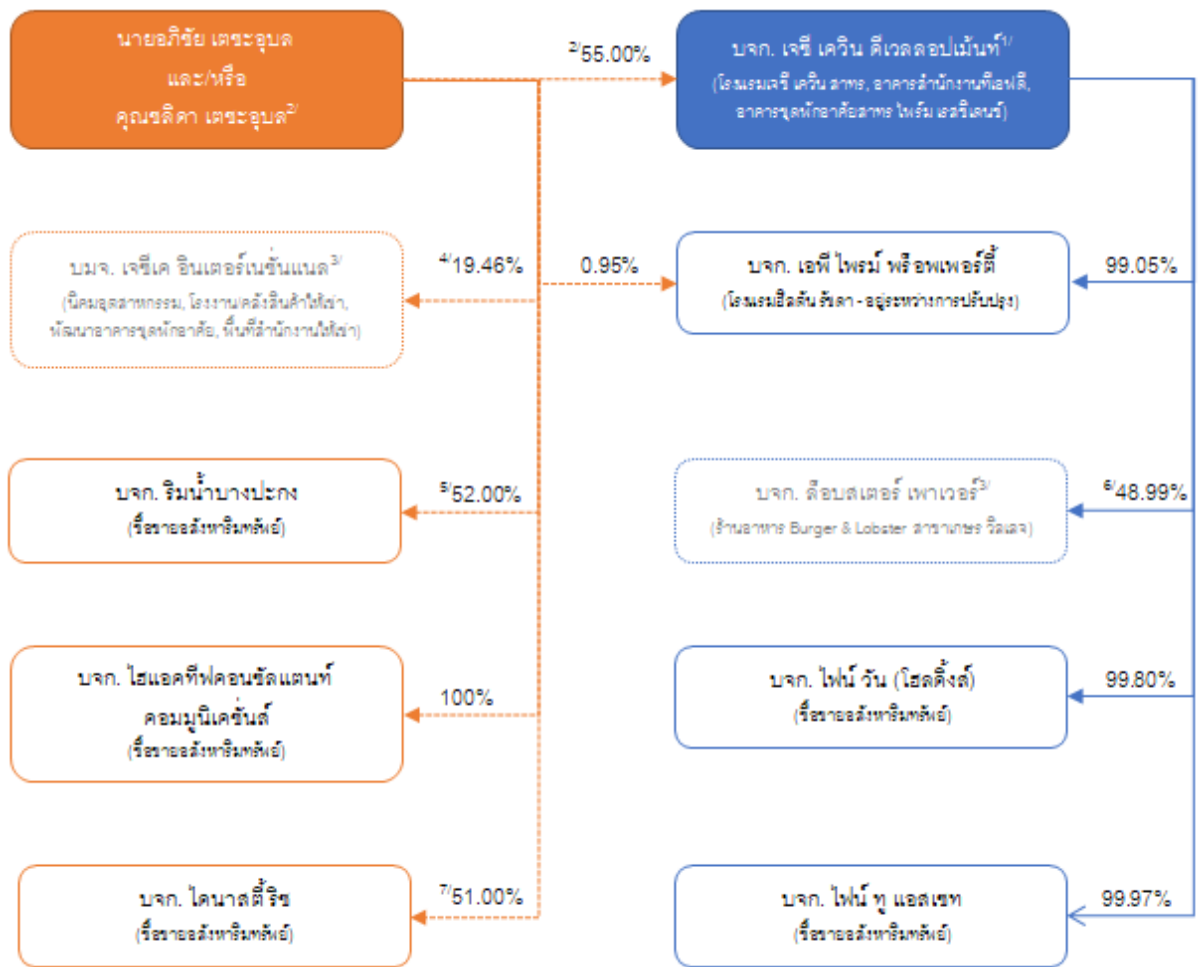 นายอภิชัย เตชะอุบล
และ/หรือ
คุณชลิดา เตชะอุบล2/
2/55.00%
บจก. เจซี เควิน ดีเวลลอปเม้นท์1/
(โรงแรมเจซี เควิน สาทร, อาคารสำนักงานทีเอฟดี,
อาคารชุดพักอาศัยสาทร ไพร์ม เรสซิเดนซ์)
บมจ. เจซีเค อินเตอร์เนชั่นแนล3/
(นิคมอุตสาหกรรม, โรงงาน/คลังสินค้าให้เช่า,
พัฒนาอาคารชุดพักอาศัย, พื้นที่สำนักงานให้เช่า)
4/19.46%
0.95%
บจก. เอพี ไพรม์ พร๊อพเพอร์ตี้
(โรงแรมฮิลตัน รัชดา - อยู่ระหว่างการปรับปรุง)
99.05%
บจก. ริมน้ำบางปะกง
(ซื้อขายอสังหาริมทรัพย์)
5/52.00%
บจก. ล๊อบสเตอร์ เพาเวอร์3/
(ร้านอาหาร Burger & Lobster สาขาเกษร วิลเลจ)
6/48.99%
บจก. ไฮแอคทีฟคอนซัลแตนท์
คอมมูนิเคชั่นส์
(ซื้อขายอสังหาริมทรัพย์)
100%
บจก. ไฟน์ วัน (โฮลดิ้งส์)
(ซื้อขายอสังหาริมทรัพย์)
99.80%
บจก. ไดนาสตี้ ริช
(ซื้อขายอสังหาริมทรัพย์)
7/51.00%
บจก. ไฟน์ ทู แอสเซท
(ซื้อขายอสังหาริมทรัพย์)
99.97%